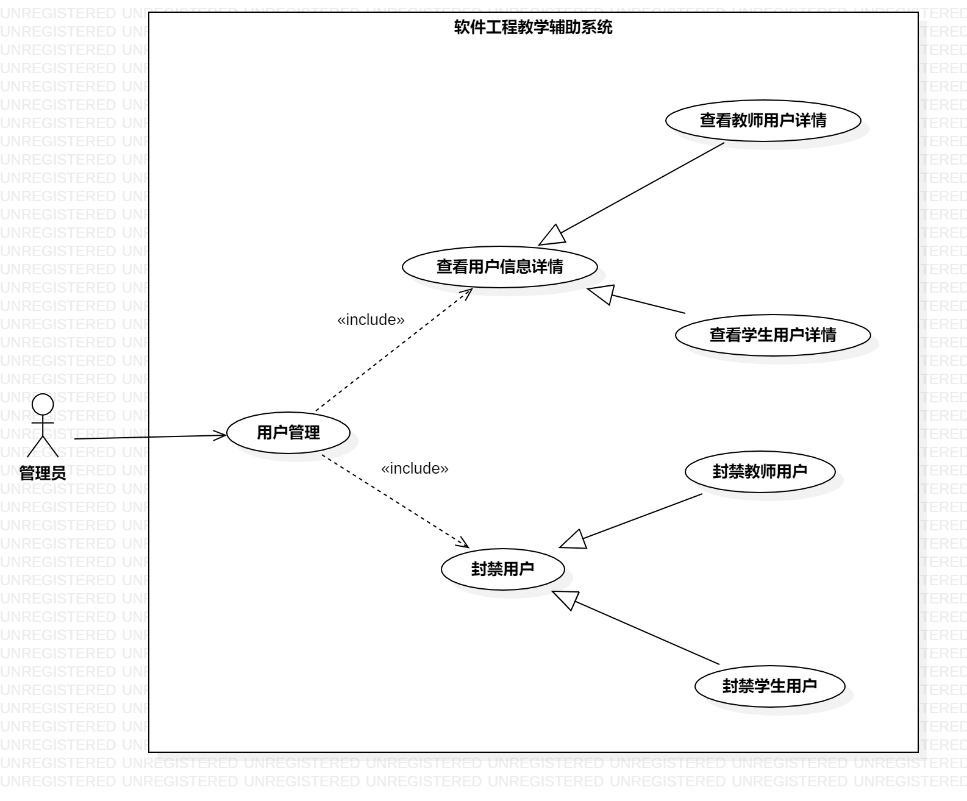 软件工程教学辅助系统
查看教师用户详情
查看用户信息详情
«include»
查看学生用户详情
用户管理
管理员
«include»
封禁教师用户
封禁用户
封禁学生用户
UNREGISTERED